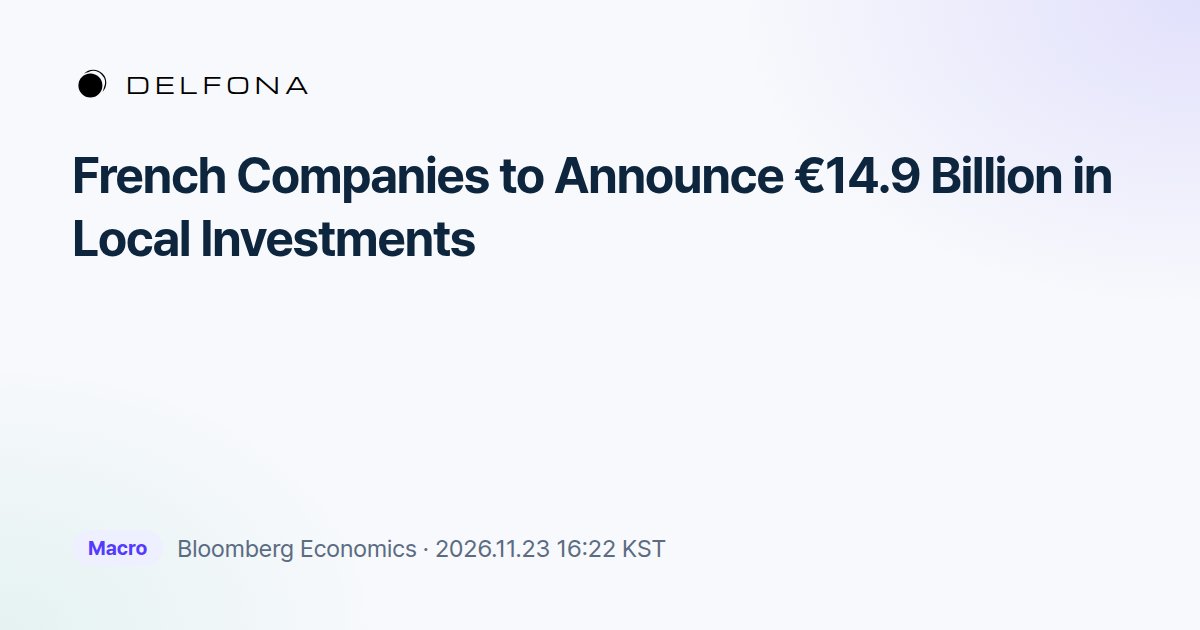 DELFONA
French Companies to Announce €14.9 Billion in
Local Investments
Macro Bloomberg Economics · 2026.11.23 16:22 KST